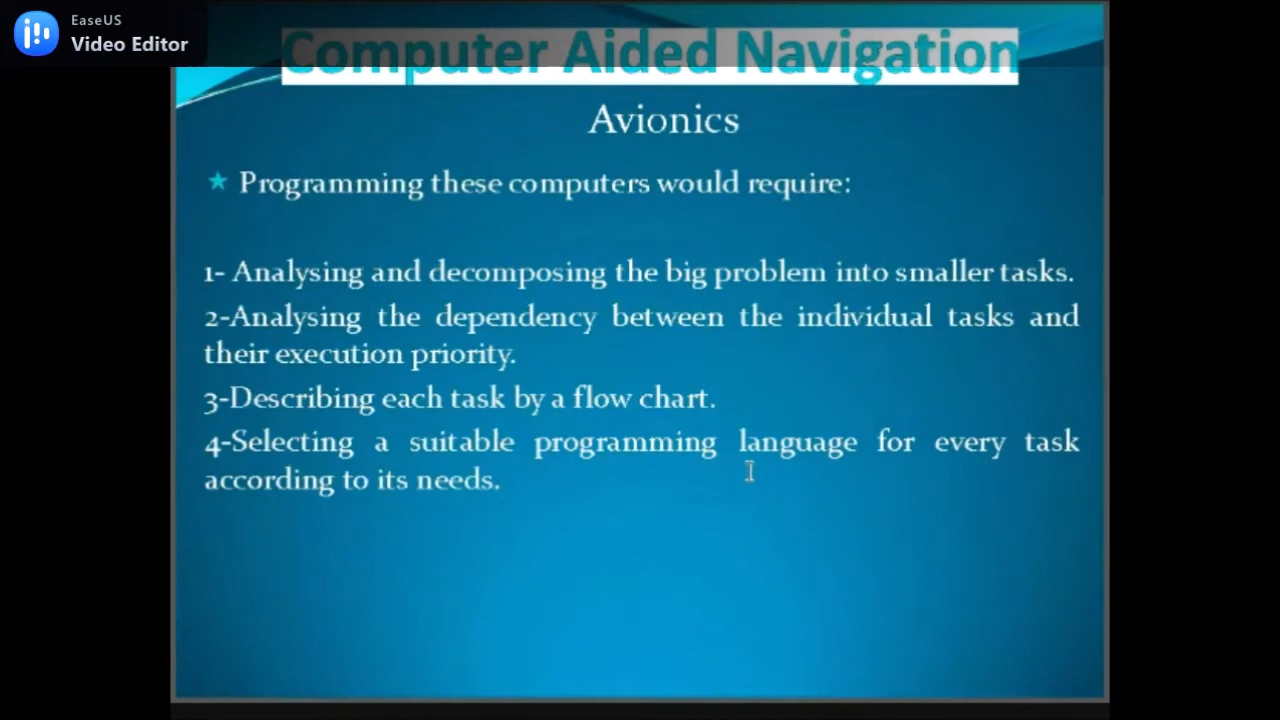 EaseUS
Video Editor
Computer Aided Navigation
Avionics
Programming these computers would require:
1- Analysing and decomposing the big problem into smaller tasks.
2-Analysing the dependency between the individual tasks and
their execution priority.
3-Describing each task by a flow chart.
4-Selecting a suitable programming language for every task
according to its needs.